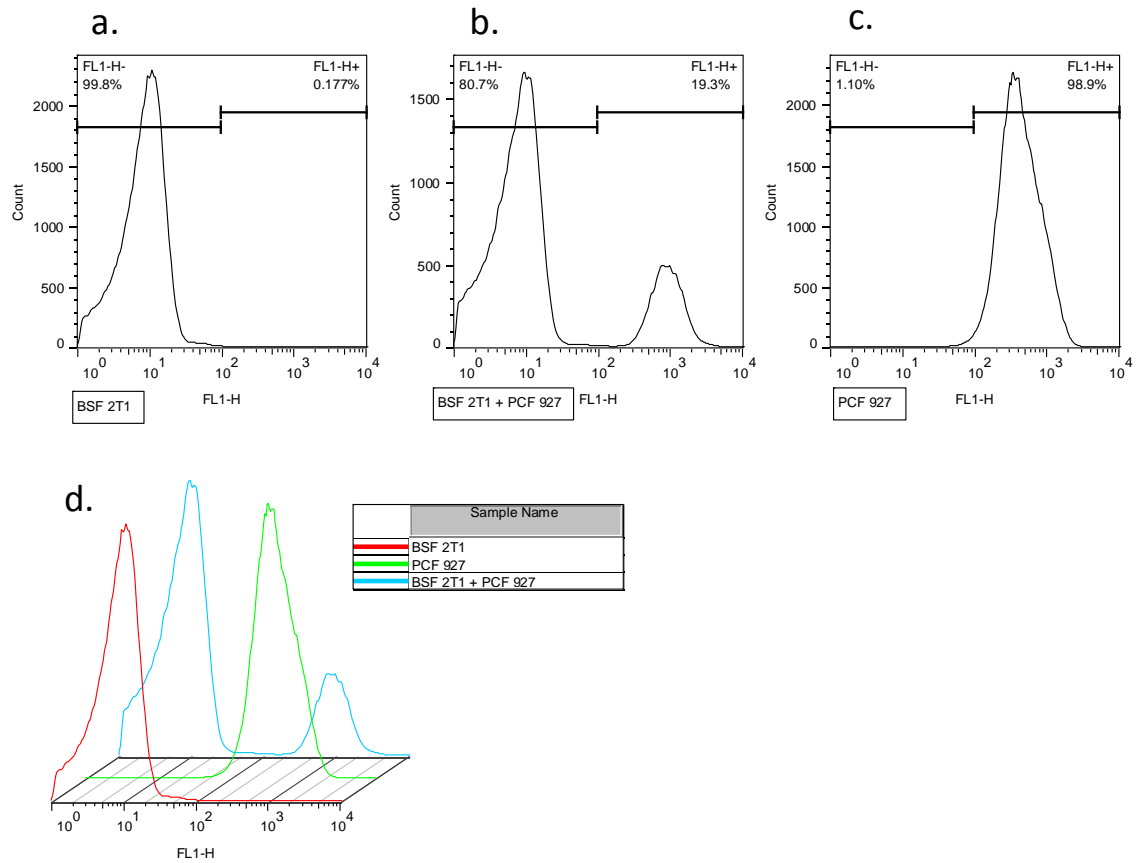 a.
FL1-H-
99.8%
FL1-H+
0.177%
2000
1500
1000
500
0
Count
10^0 10^1 10^2 10^3 10^4
FL1-H
BSF 2T1
b.
FL1-H-
80.7%
FL1-H+
19.3%
1500
1000
500
0
Count
10^0 10^1 10^2 10^3 10^4
FL1-H
BSF 2T1 + PCF 927
c.
FL1-H-
1.10%
FL1-H+
98.9%
2000
1500
1000
500
0
Count
10^0 10^1 10^2 10^3 10^4
FL1-H
PCF 927
d.
10^0 10^1 10^2 10^3 10^4
FL1-H
Sample Name
BSF 2T1
PCF 927
BSF 2T1 + PCF 927